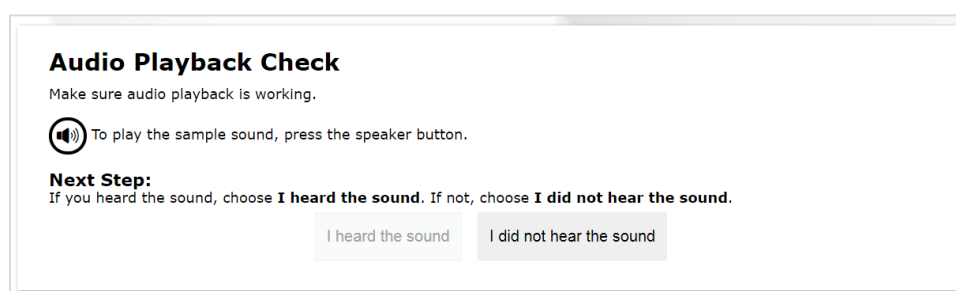 Audio Playback Check
Make sure audio playback is working.
To play the sample sound, press the speaker button.
Next Step:
If you heard the sound, choose I heard the sound. If not, choose I did not hear the sound.
I heard the sound I did not hear the sound